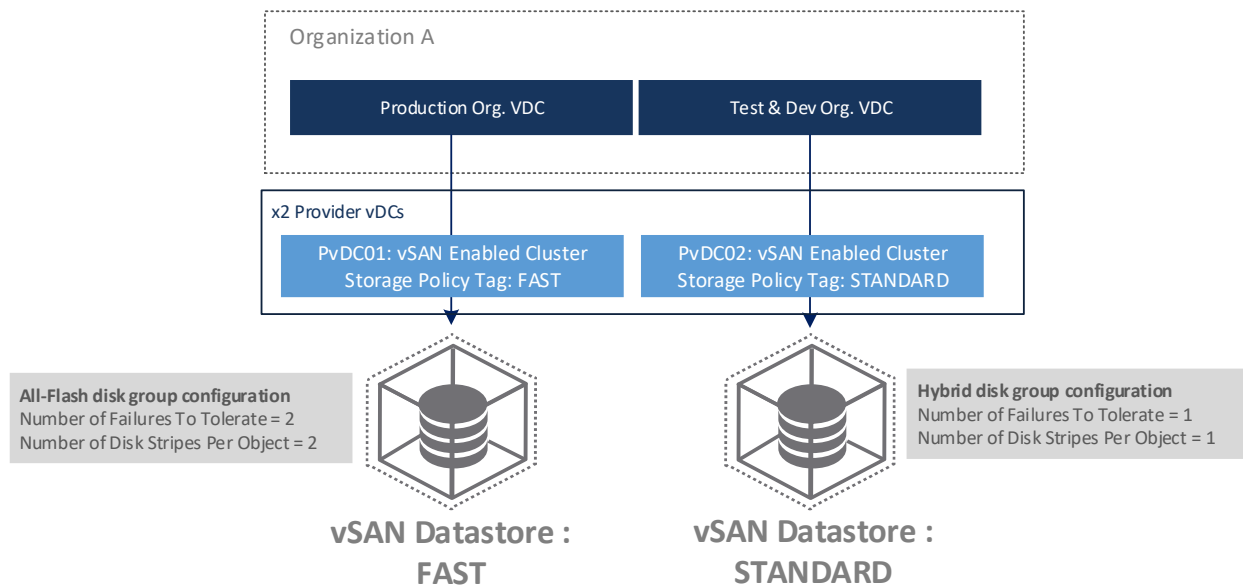 Organization A
Production Org. VDC
Test & Dev Org. VDC
x2 Provider vDCs
PvDC01: vSAN Enabled Cluster
Storage Policy Tag: FAST
PvDC02: vSAN Enabled Cluster
Storage Policy Tag: STANDARD
All-Flash disk group configuration
Number of Failures To Tolerate = 2
Number of Disk Stripes Per Object = 2
Hybrid disk group configuration
Number of Failures To Tolerate = 1
Number of Disk Stripes Per Object = 1
vSAN Datastore :
FAST
vSAN Datastore :
STANDARD